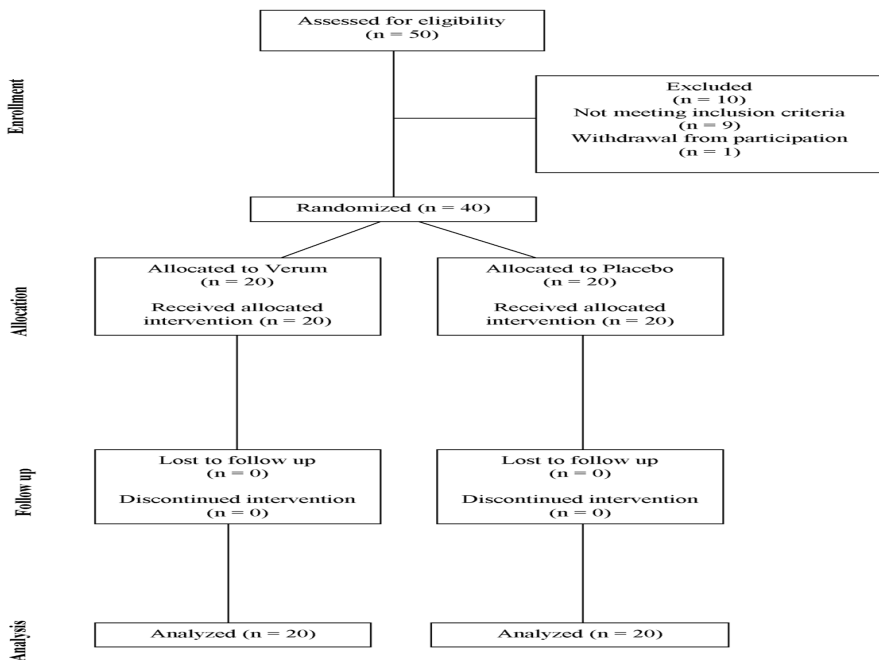 Assessed for eligibility
(n = 50)
Enrollment
Excluded
(n = 10)
Not meeting inclusion criteria
(n = 9)
Withdrawal from participation
(n = 1)
Randomized (n = 40)
Allocation
Allocated to Verum
(n = 20)
Received allocated
intervention (n = 20)
Allocated to Placebo
(n = 20)
Received allocated
intervention (n = 20)
Follow up
Lost to follow up
(n = 0)
Discontinued intervention
(n = 0)
Lost to follow up
(n = 0)
Discontinued intervention
(n = 0)
Analysis
Analyzed (n = 20)
Analyzed (n = 20)